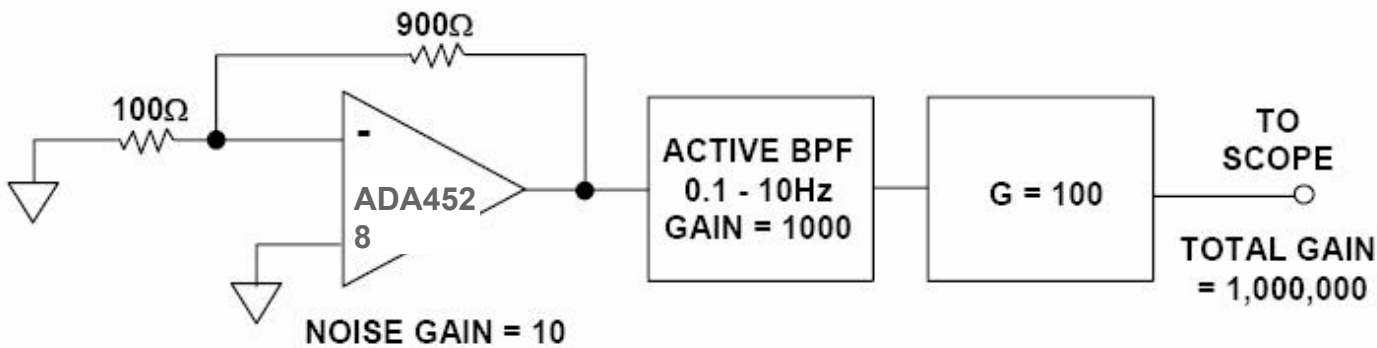 900Ω
100Ω
-
ADA452
8
NOISE GAIN = 10
ACTIVE BPF
0.1 - 10Hz
GAIN = 1000
G = 100
TO
SCOPE
TOTAL GAIN
= 1,000,000